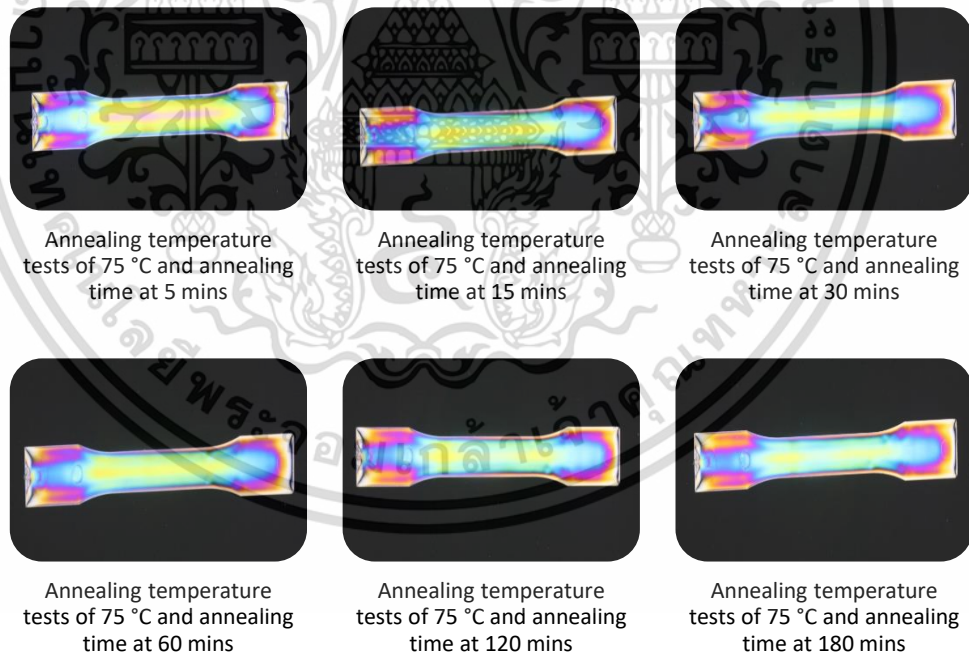 Annealing temperature
tests of 75 °C and annealing
time at 5 mins
Annealing temperature
tests of 75 °C and annealing
time at 15 mins
Annealing temperature
tests of 75 °C and annealing
time at 30 mins
Annealing temperature
tests of 75 °C and annealing
time at 60 mins
Annealing temperature
tests of 75 °C and annealing
time at 120 mins
Annealing temperature
tests of 75 °C and annealing
time at 180 mins